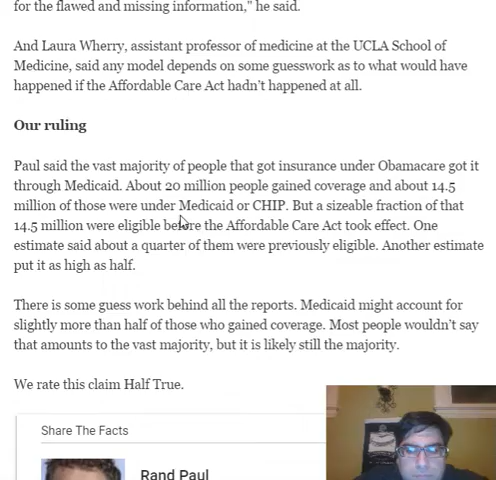 for the flawed and missing information," he said.
And Laura Wherry, assistant professor of medicine at the UCLA School of
Medicine, said any model depends on some guesswork as to what would have
happened if the Affordable Care Act hadn't happened at all.
Our ruling
Paul said the vast majority of people that got insurance under Obamacare got it
through Medicaid. About 20 million people gained coverage and about 14.5
million of those were under Medicaid or CHIP. But a sizeable fraction of that
14.5 million were eligible before the Affordable Care Act took effect. One
estimate said about a quarter of them were previously eligible. Another estimate
put it as high as half.
There is some guess work behind all the reports. Medicaid might account for
slightly more than half of those who gained coverage. Most people wouldn't say
that amounts to the vast majority, but it is likely still the majority.
We rate this claim Half True.
Share The Facts
Rand Paul